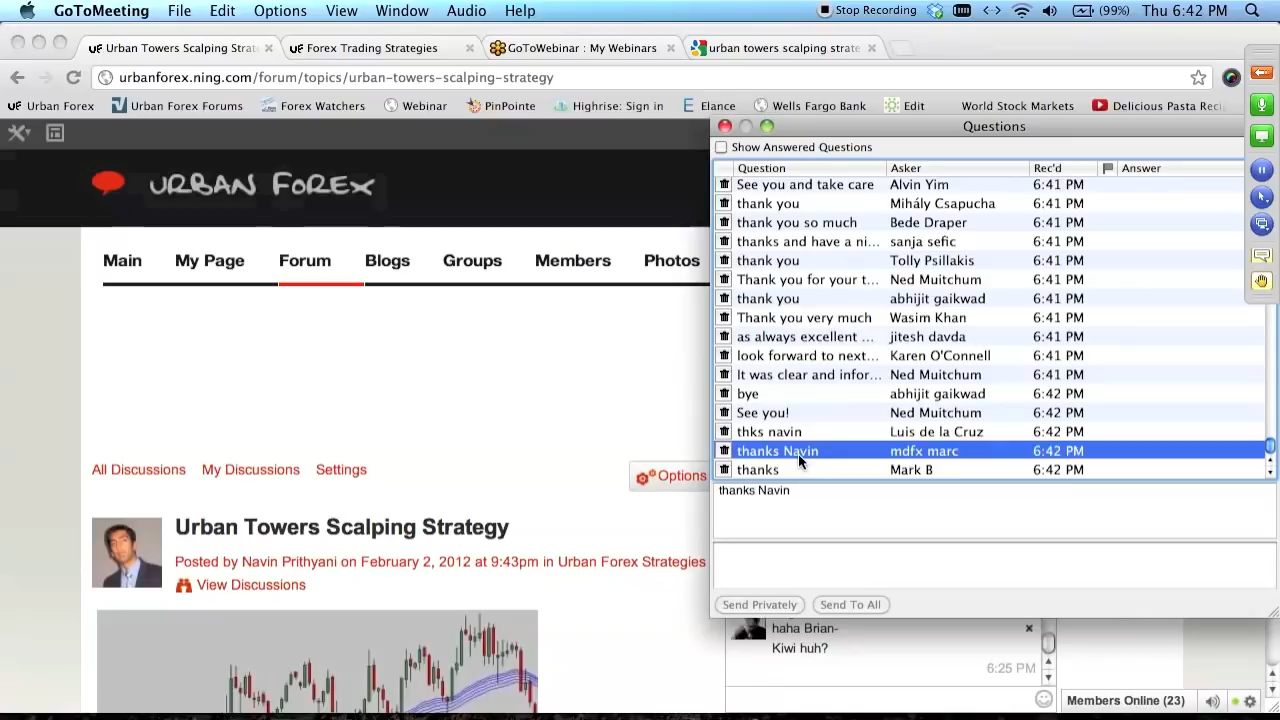 GoToMeeting File Edit Options View Window Audio Help Stop Recording (99%) Thu 6:42 PM
UF Urban Towers Scalping Strat UF Forex Trading Strategies GoToWebinar : My Webinars urban towers scalping strate
urbanforex.ning.com/forum/topics/urban-towers-scalping-strategy
UF Urban Forex Urban Forex Forums Forex Watchers Webinar PinPointe Highrise: Sign in Elance Wells Fargo Bank Edit World Stock Markets Delicious Pasta Reci
Questions
Show Answered Questions
Question Asker Rec'd Answer
See you and take care Alvin Yim 6:41 PM
thank you Mihály Csapucha 6:41 PM
thank you so much Bede Draper 6:41 PM
thanks and have a ni... sanja sefic 6:41 PM
thank you Tolly Psillakis 6:41 PM
Thank you for your t... Ned Muitchum 6:41 PM
thank you abhijit gaikwad 6:41 PM
Thank you very much Wasim Khan 6:41 PM
as always excellent ... jitesh davda 6:41 PM
look forward to next... Karen O'Connell 6:41 PM
It was clear and infor... Ned Muitchum 6:41 PM
bye abhijit gaikwad 6:42 PM
See you! Ned Muitchum 6:42 PM
thks navin Luis de la Cruz 6:42 PM
thanks Navin mdfx marc 6:42 PM
thanks Mark B 6:42 PM
thanks Navin
Send Privately Send To All
URBAN FOREX
Main My Page Forum Blogs Groups Members Photos
All Discussions My Discussions Settings
Options
Urban Towers Scalping Strategy
Posted by Navin Prithyani on February 2, 2012 at 9:43pm in Urban Forex Strategies
View Discussions
haha Brian-
Kiwi huh?
6:25 PM
Members Online (23)